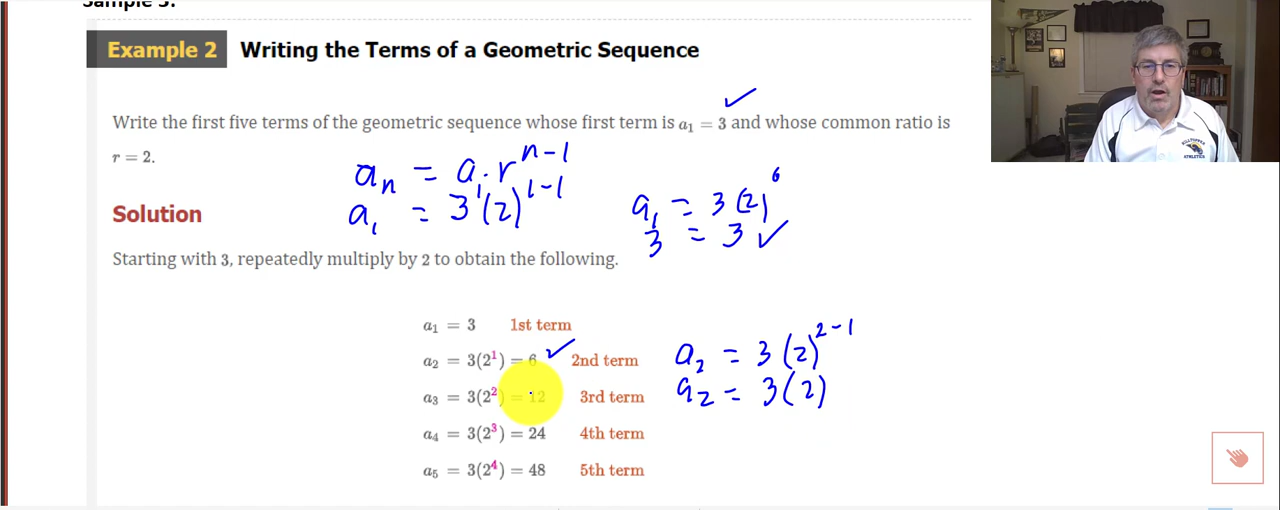 Sample 3.
Example 2 Writing the Terms of a Geometric Sequence
Write the first five terms of the geometric sequence whose first term is a₁ = 3 and whose common ratio is
r = 2.
aₙ = a₁ · rⁿ⁻¹
a₁ = 3 (2)¹⁻¹
a₁ = 3 (2)⁰
3 = 3 ✓
Solution
Starting with 3, repeatedly multiply by 2 to obtain the following.
a₁ = 3 1st term
a₂ = 3(2¹) = 6 ✓ 2nd term
a₃ = 3(2²) = 12 3rd term
a₄ = 3(2³) = 24 4th term
a₅ = 3(2⁴) = 48 5th term
a₂ = 3 (2)²⁻¹
a₂ = 3 (2)